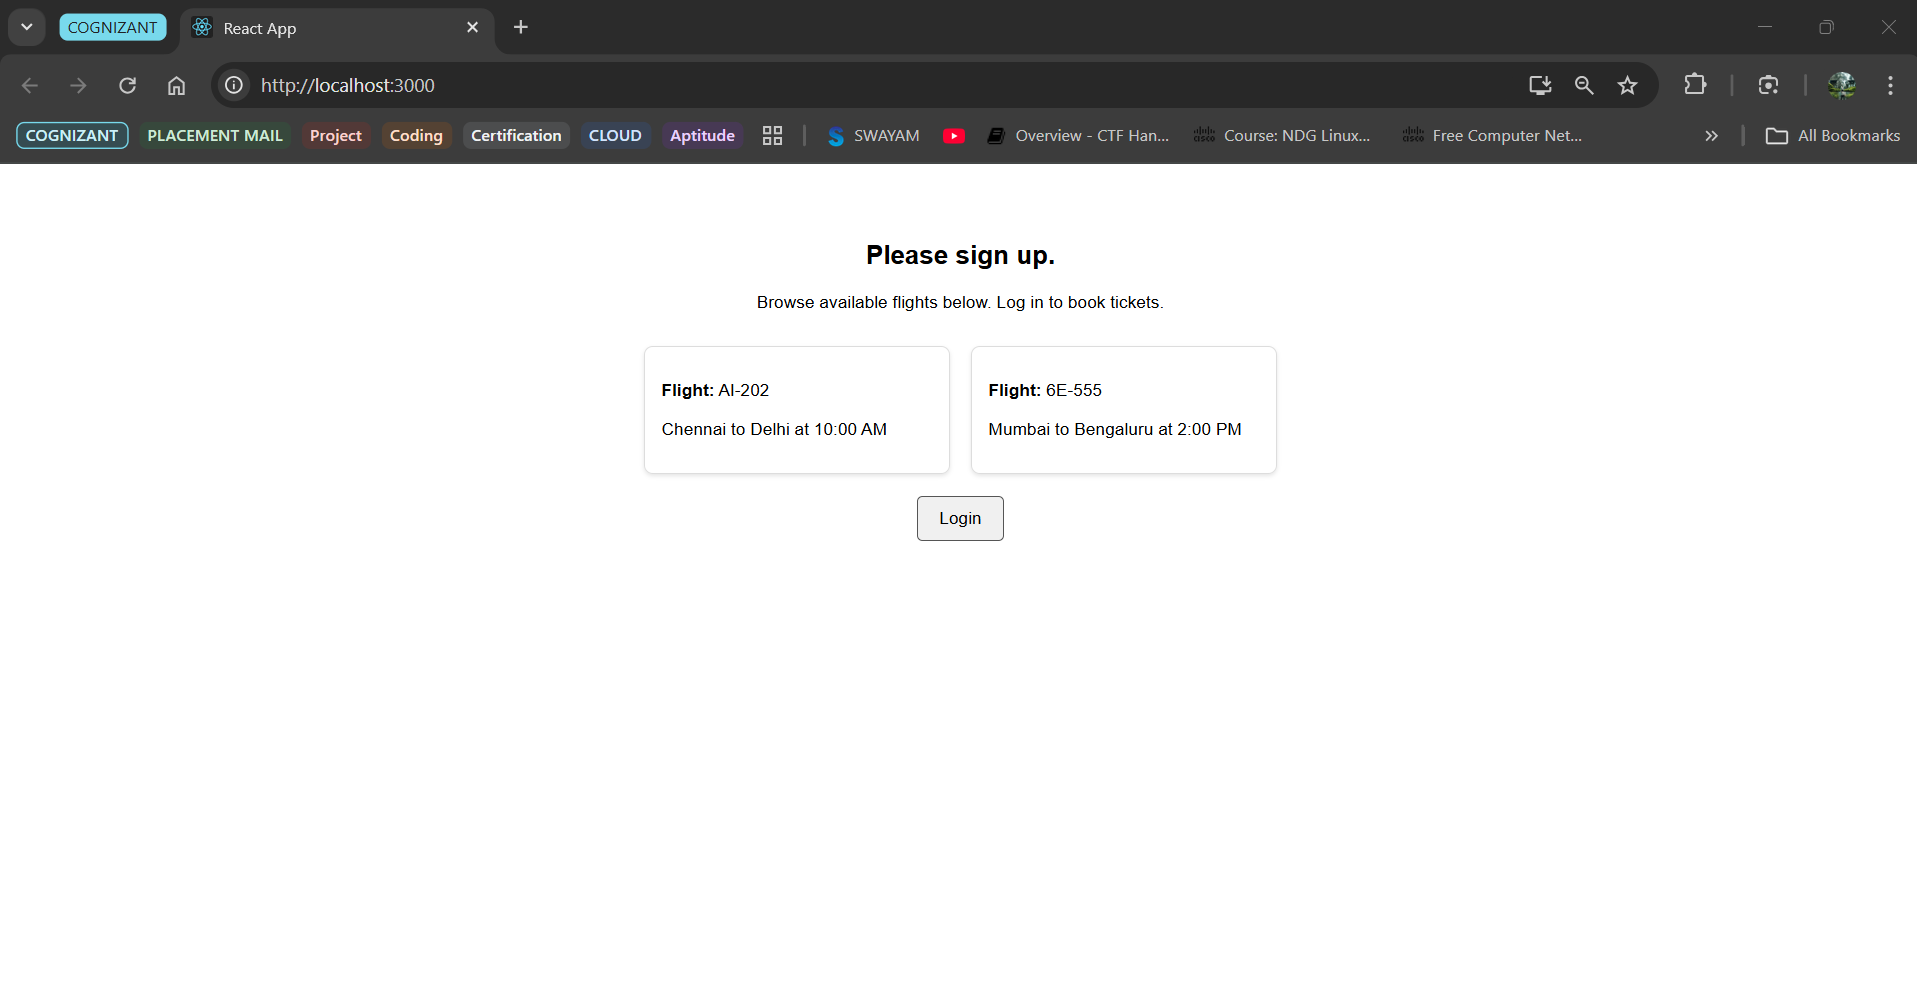 COGNIZANT
React App
http://localhost:3000
COGNIZANT PLACEMENT MAIL Project Coding Certification CLOUD Aptitude SWAYAM Overview - CTF Han... Course: NDG Linux... Free Computer Net... All Bookmarks
Please sign up.
Browse available flights below. Log in to book tickets.
Flight: AI-202
Chennai to Delhi at 10:00 AM
Flight: 6E-555
Mumbai to Bengaluru at 2:00 PM
Login